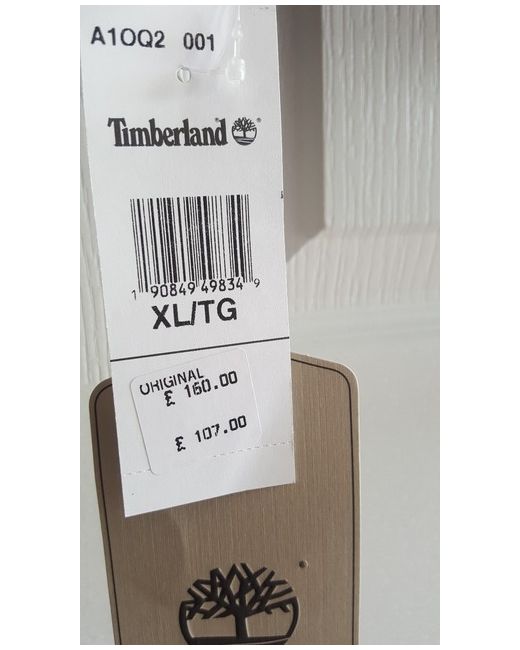 A1OQ2 001
Timberland®
1 90849 49834 9
XL/TG
ORIGINAL
£ 160.00
£ 107.00